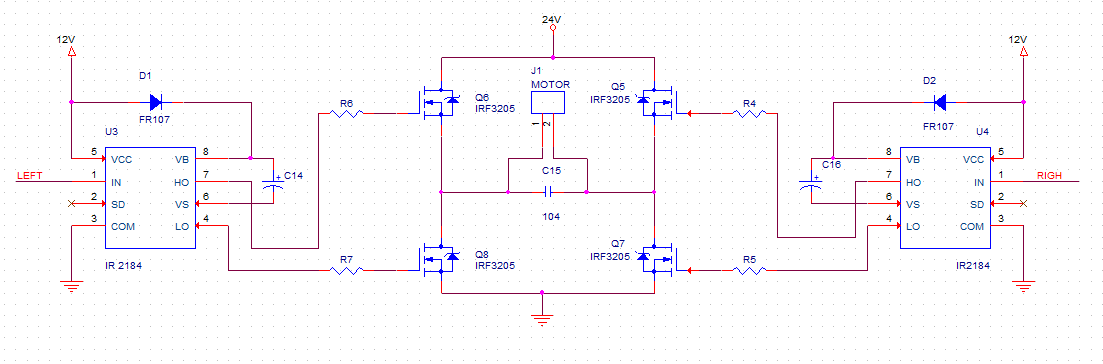 24V
12V
12V
J1
MOTOR
D1
FR107
D2
FR107
Q6
IRF3205
Q5
IRF3205
R6
R4
1 2
U3
5 VCC VB 8
1 IN HO 7
2 SD VS 6
3 COM LO 4
IR 2184
LEFT
+
C14
C15
104
C16
+
U4
8 VB VCC 5
7 HO IN 1
6 VS SD 2
4 LO COM 3
IR2184
RIGH
R7
Q8
IRF3205
Q7
IRF3205
R5